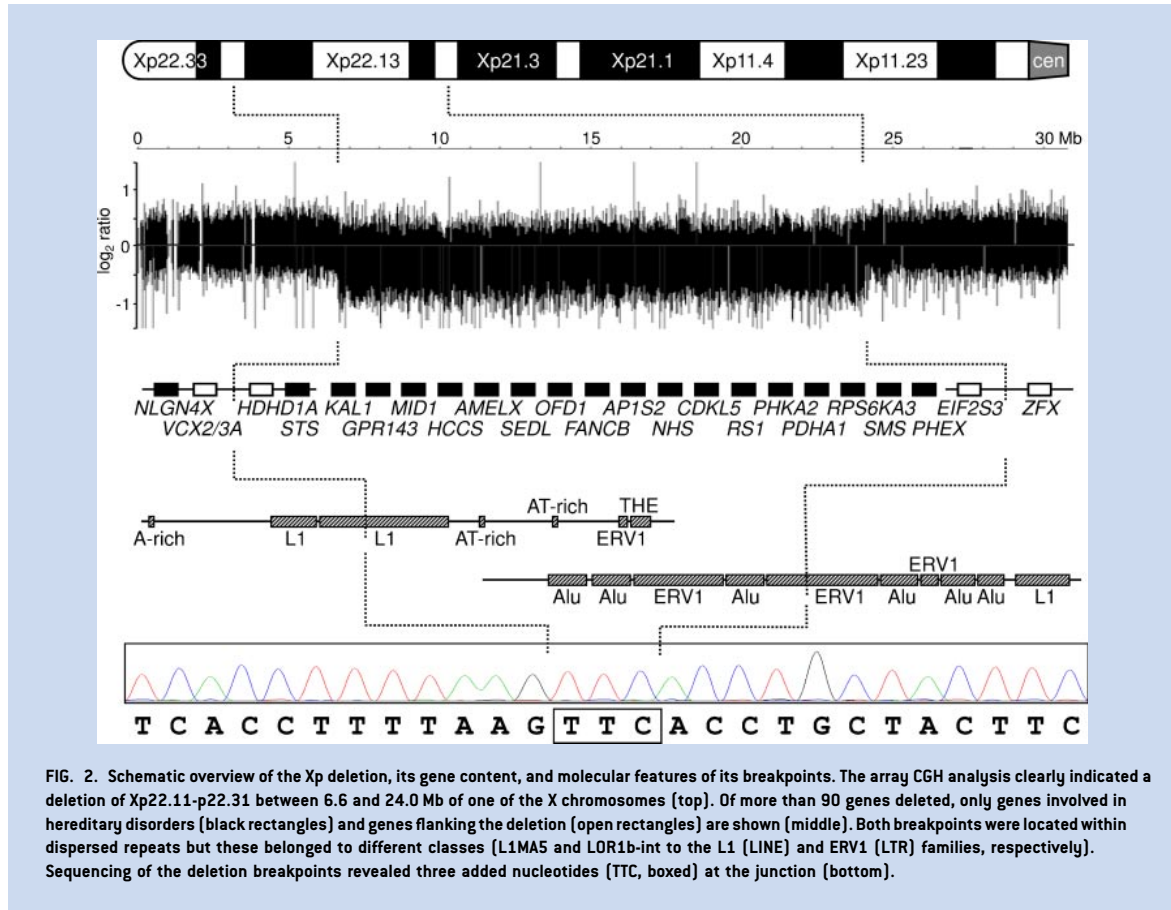 Xp22.33 Xp22.13 Xp21.3 Xp21.1 Xp11.4 Xp11.23 cen
0 5 10 15 20 25 30 Mb
log2 ratio
1
0
-1
NLGN4X HDHD1A KAL1 MID1 AMELX OFD1 AP1S2 CDKL5 PHKA2 RPS6KA3 EIF2S3 ZFX
VCX2/3A STS GPR143 HCCS SEDL FANCB NHS RS1 PDHA1 SMS PHEX
AT-rich THE
A-rich L1 L1 AT-rich ERV1
ERV1
Alu Alu ERV1 Alu ERV1 Alu Alu Alu L1
T C A C C T T T T A A G T T C A C C T G C T A C T T C
FIG. 2. Schematic overview of the Xp deletion, its gene content, and molecular features of its breakpoints. The array CGH analysis clearly indicated a
deletion of Xp22.11-p22.31 between 6.6 and 24.0 Mb of one of the X chromosomes (top). Of more than 90 genes deleted, only genes involved in
hereditary disorders (black rectangles) and genes flanking the deletion (open rectangles) are shown (middle). Both breakpoints were located within
dispersed repeats but these belonged to different classes (L1MA5 and LOR1b-int to the L1 (LINE) and ERV1 (LTR) families, respectively).
Sequencing of the deletion breakpoints revealed three added nucleotides (TTC, boxed) at the junction (bottom).